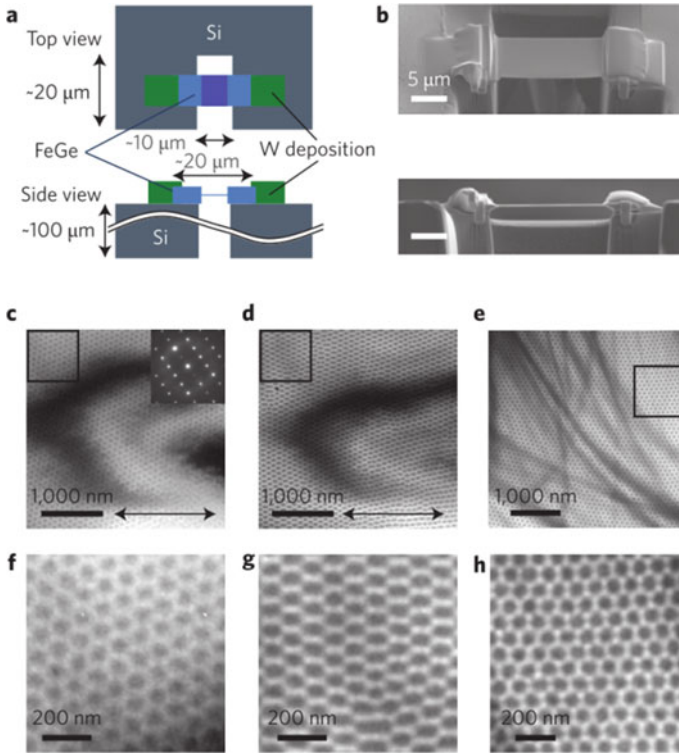 a
Top view
Si
~20 μm
FeGe
~10 μm
~20 μm
W deposition
Side view
~100 μm
Si
b
5 μm
c
1,000 nm
d
1,000 nm
e
1,000 nm
f
200 nm
g
200 nm
h
200 nm